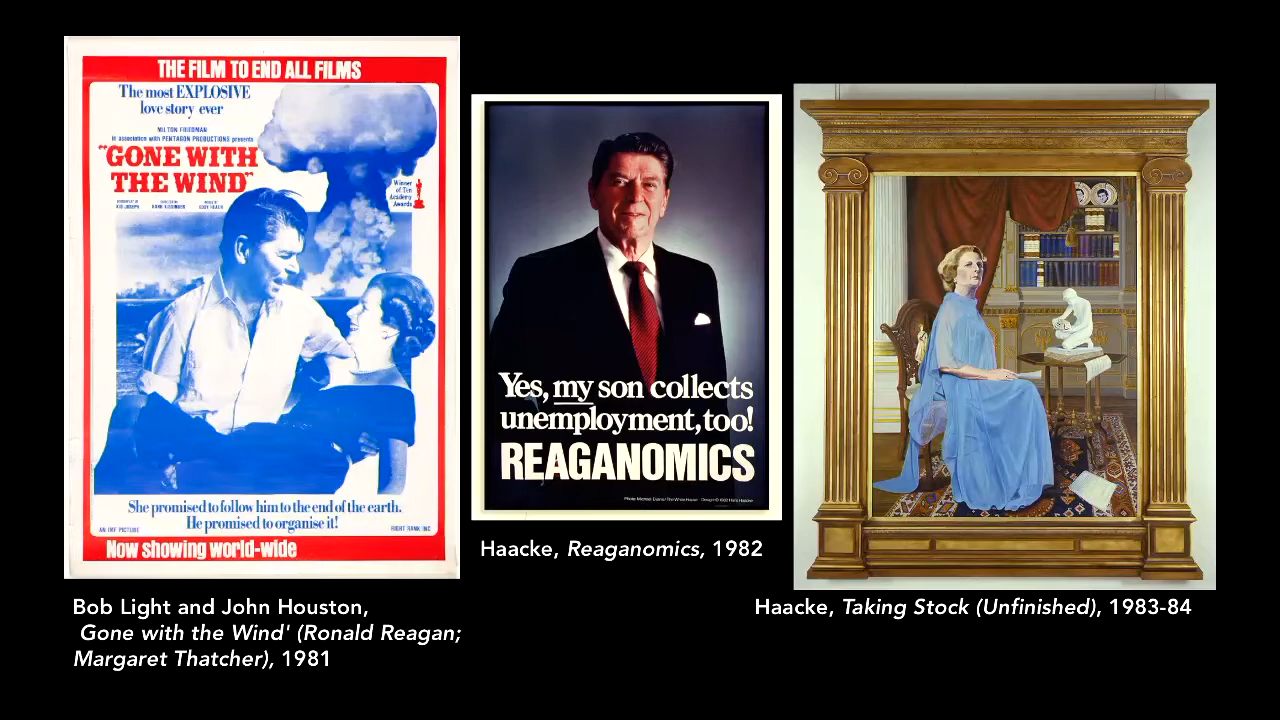 THE FILM TO END ALL FILMS
The most EXPLOSIVE
love story ever
MILTON FRIEDMAN
in association with PENTAGON PRODUCTIONS presents
"GONE WITH
THE WIND"
Winner
of Ten
Academy
Awards
She promised to follow him to the end of the earth.
He promised to organise it!
AN IMF PICTURE
RIGHT RANK INC
Now showing world-wide
Bob Light and John Houston,
Gone with the Wind' (Ronald Reagan;
Margaret Thatcher), 1981
Yes, my son collects
unemployment, too!
REAGANOMICS
Haacke, Reaganomics, 1982
Haacke, Taking Stock (Unfinished), 1983-84